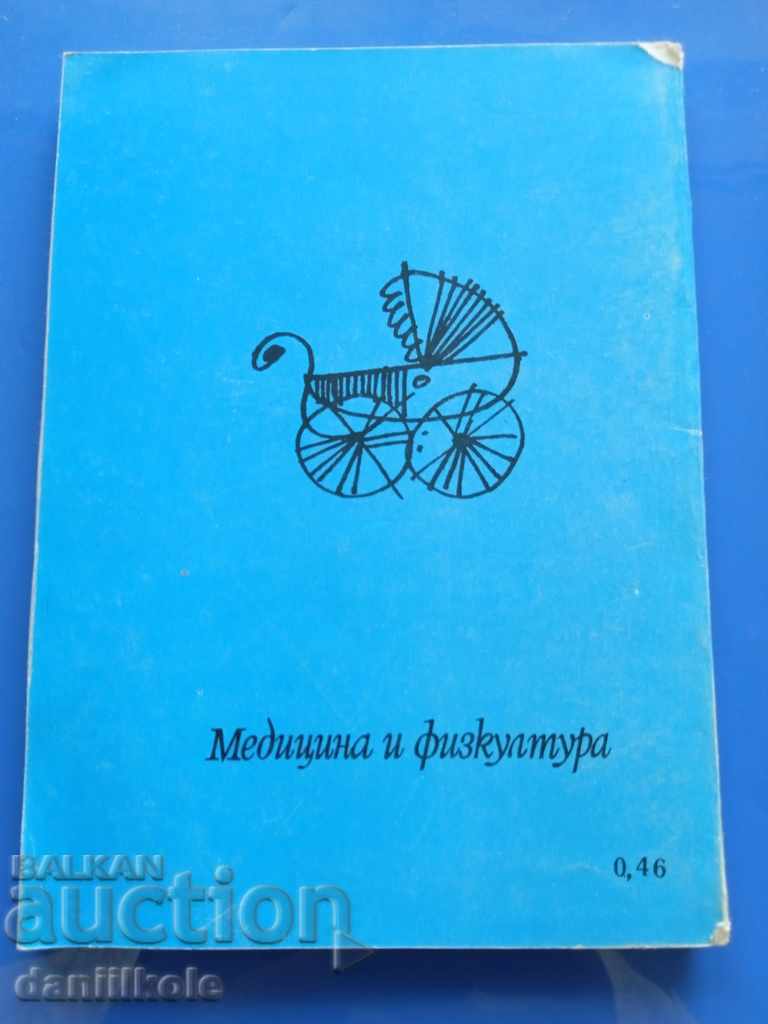 Медицина и физкултура
0,46
BALKAN
auction
daniilkole